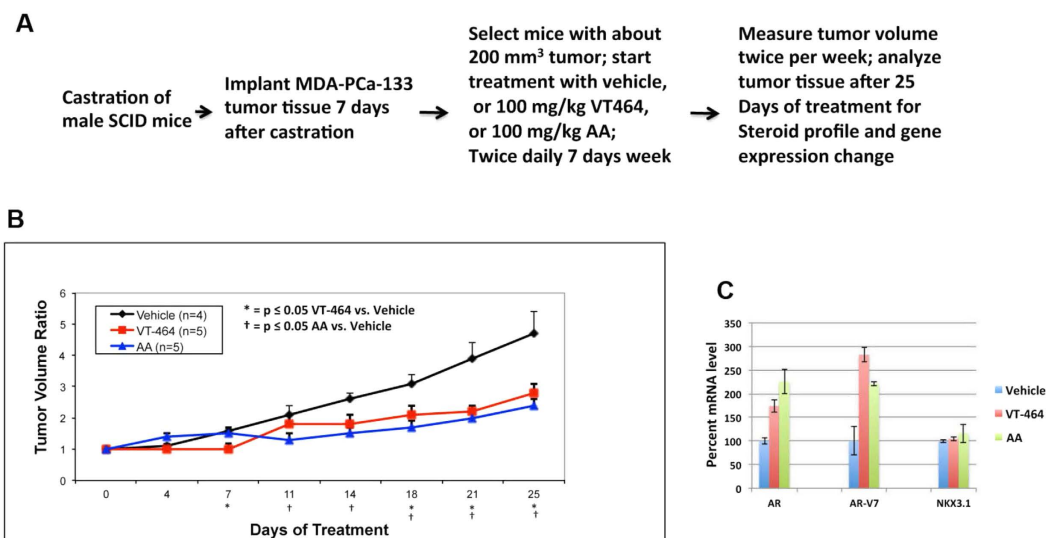 A
Castration of
male SCID mice
Implant MDA-PCa-133
tumor tissue 7 days
after castration
Select mice with about
200 mm³ tumor; start
treatment with vehicle,
or 100 mg/kg VT464,
or 100 mg/kg AA;
Twice daily 7 days week
Measure tumor volume
twice per week; analyze
tumor tissue after 25
Days of treatment for
Steroid profile and gene
expression change
B
Tumor Volume Ratio
6
5
4
3
2
1
0
Vehicle (n=4)
VT-464 (n=5)
AA (n=5)
* = p ≤ 0.05 VT-464 vs. Vehicle
† = p ≤ 0.05 AA vs. Vehicle
0 4 7 11 14 18 21 25
* † † * * *
† † †
Days of Treatment
C
Percent mRNA level
350
300
250
200
150
100
50
0
AR AR-V7 NKX3.1
Vehicle
VT-464
AA